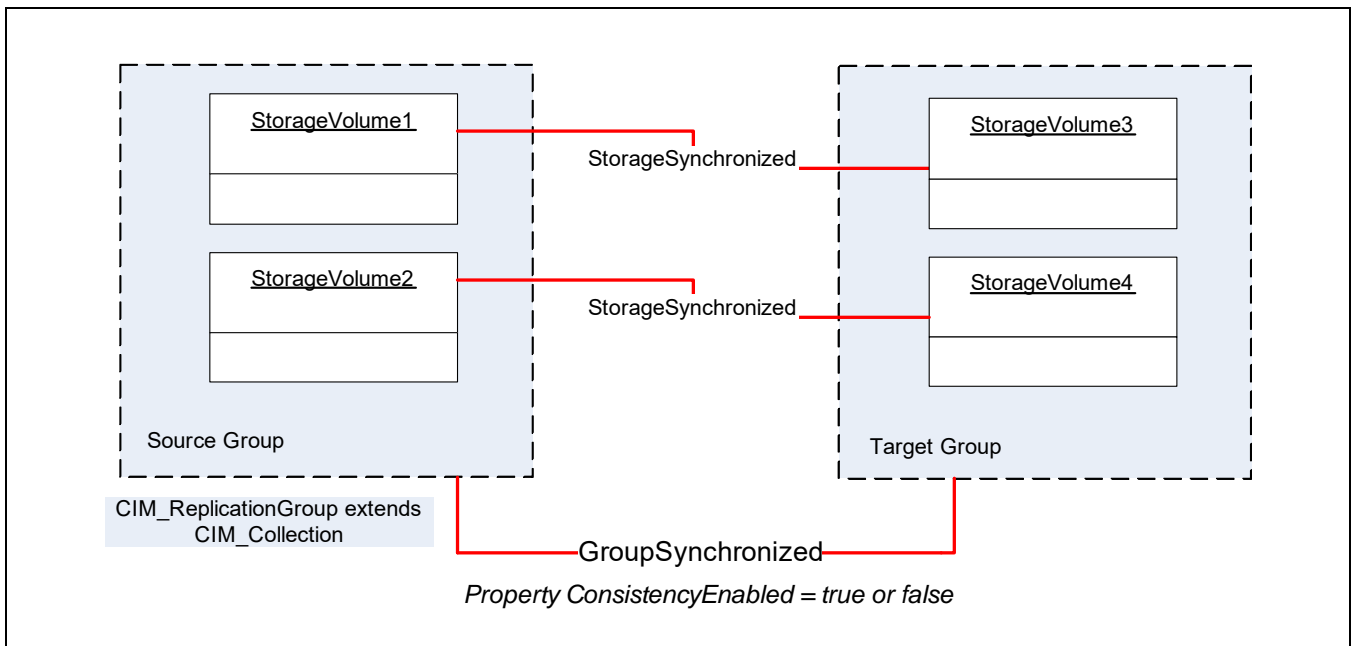 StorageVolume1
StorageVolume3
StorageSynchronized
StorageVolume2
StorageVolume4
StorageSynchronized
Source Group
Target Group
CIM_ReplicationGroup extends
CIM_Collection
GroupSynchronized
Property ConsistencyEnabled = true or false